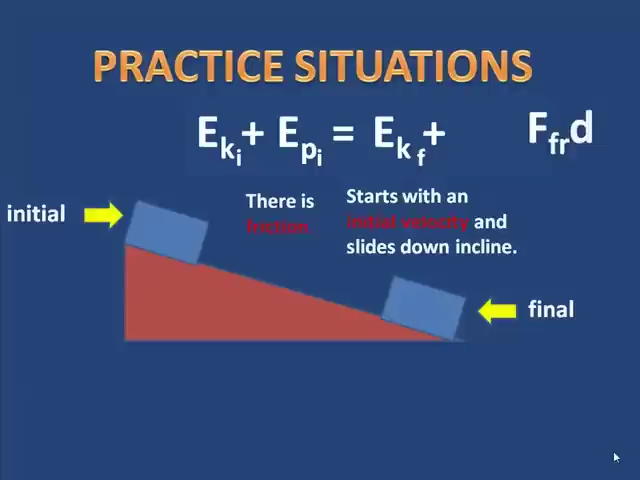 PRACTICE SITUATIONS
Eki + Epi = Ek f + Ffrd
There is
friction.
Starts with an
initial velocity and
slides down incline.
initial
final